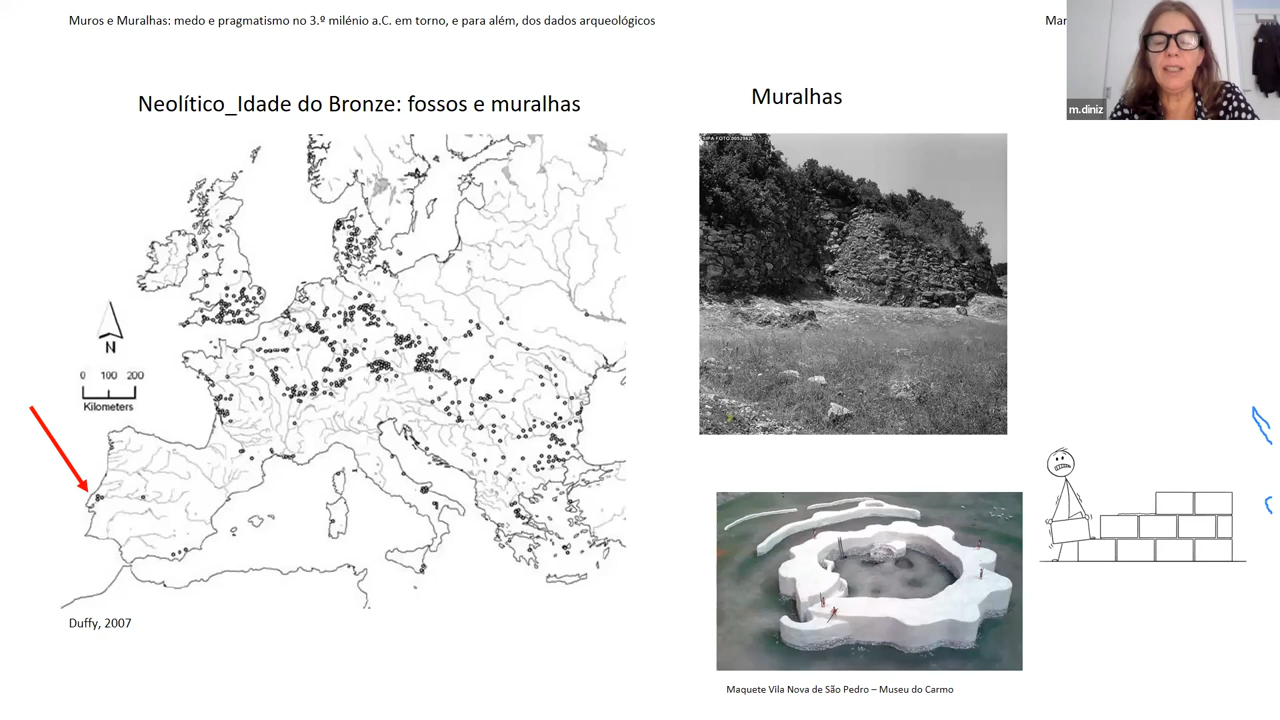 Muros e Muralhas: medo e pragmatismo no 3.º milénio a.C. em torno, e para além, dos dados arqueológicos
Mar
m.diniz
Neolítico_Idade do Bronze: fossos e muralhas
Muralhas
N
0 100 200
Kilometers
Duffy, 2007
Maquete Vila Nova de São Pedro – Museu do Carmo